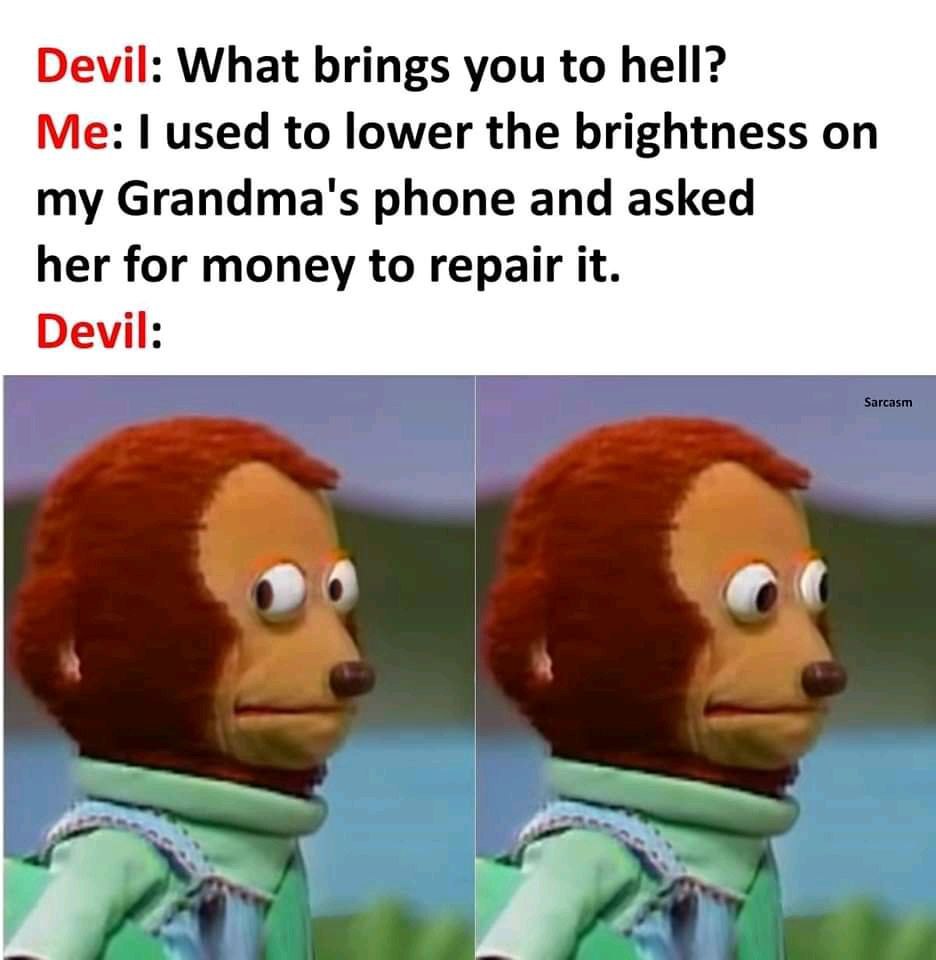 Devil: What brings you to hell?
Me: I used to lower the brightness on
my Grandma's phone and asked
her for money to repair it.
Devil:
Sarcasm